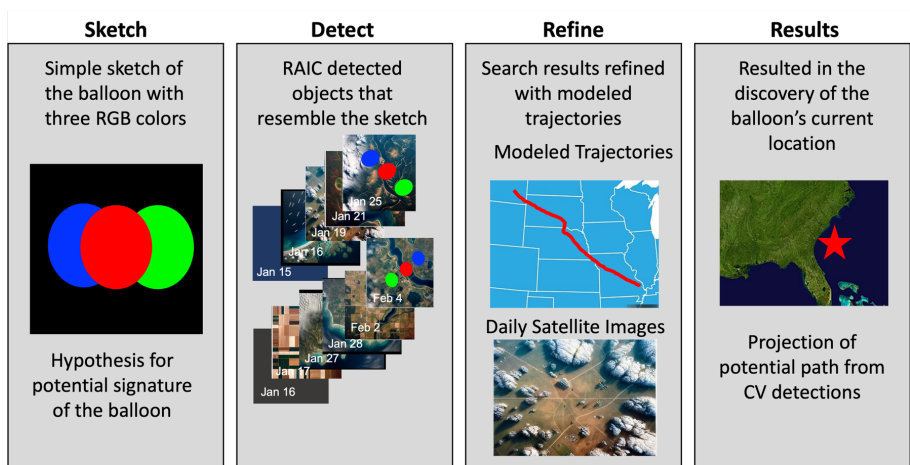 Sketch
Simple sketch of
the balloon with
three RGB colors
Hypothesis for
potential signature
of the balloon
Detect
RAIC detected
objects that
resemble the sketch
Jan 25
Jan 21
Jan 19
Jan 16
Jan 15
Feb 4
Feb 2
Jan 28
Jan 27
Jan 17
Jan 16
Refine
Search results refined
with modeled
trajectories
Modeled Trajectories
Daily Satellite Images
Results
Resulted in the
discovery of the
balloon’s current
location
Projection of
potential path from
CV detections